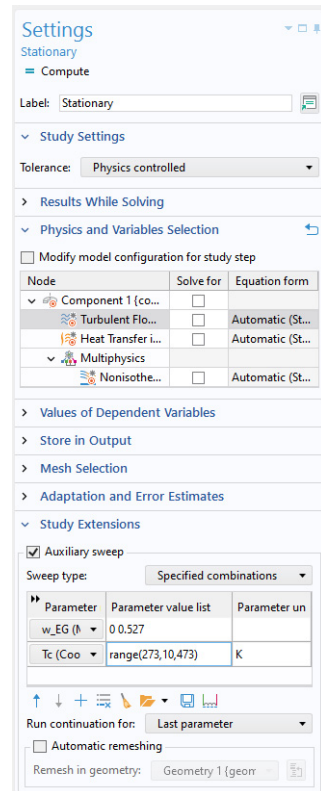 Settings
Stationary
= Compute
Label: Stationary
Study Settings
Tolerance: Physics controlled
Results While Solving
Physics and Variables Selection
Modify model configuration for study step
Node Solve for Equation form
Component 1 {co...
Turbulent Flo... Automatic (St...
Heat Transfer i... Automatic (St...
Multiphysics
Nonisothe... Automatic (St...
Values of Dependent Variables
Store in Output
Mesh Selection
Adaptation and Error Estimates
Study Extensions
Auxiliary sweep
Sweep type: Specified combinations
Parameter Parameter value list Parameter un
w_EG (M 0 0.527
Tc (Coo range(273,10,473) K
Run continuation for: Last parameter
Automatic remeshing
Remesh in geometry: Geometry 1 {geom